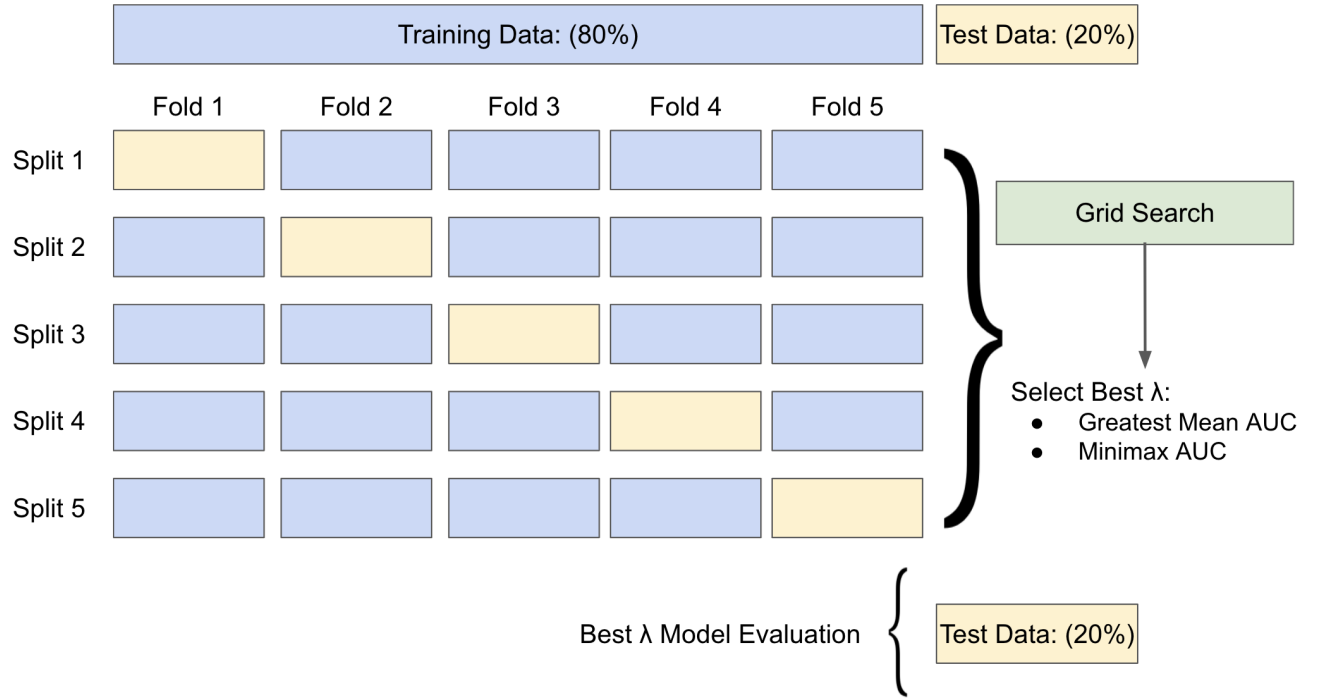 Training Data: (80%)
Test Data: (20%)
Fold 1
Fold 2
Fold 3
Fold 4
Fold 5
Split 1
Split 2
Split 3
Split 4
Split 5
Grid Search
Select Best λ:
● Greatest Mean AUC
● Minimax AUC
Best λ Model Evaluation
Test Data: (20%)